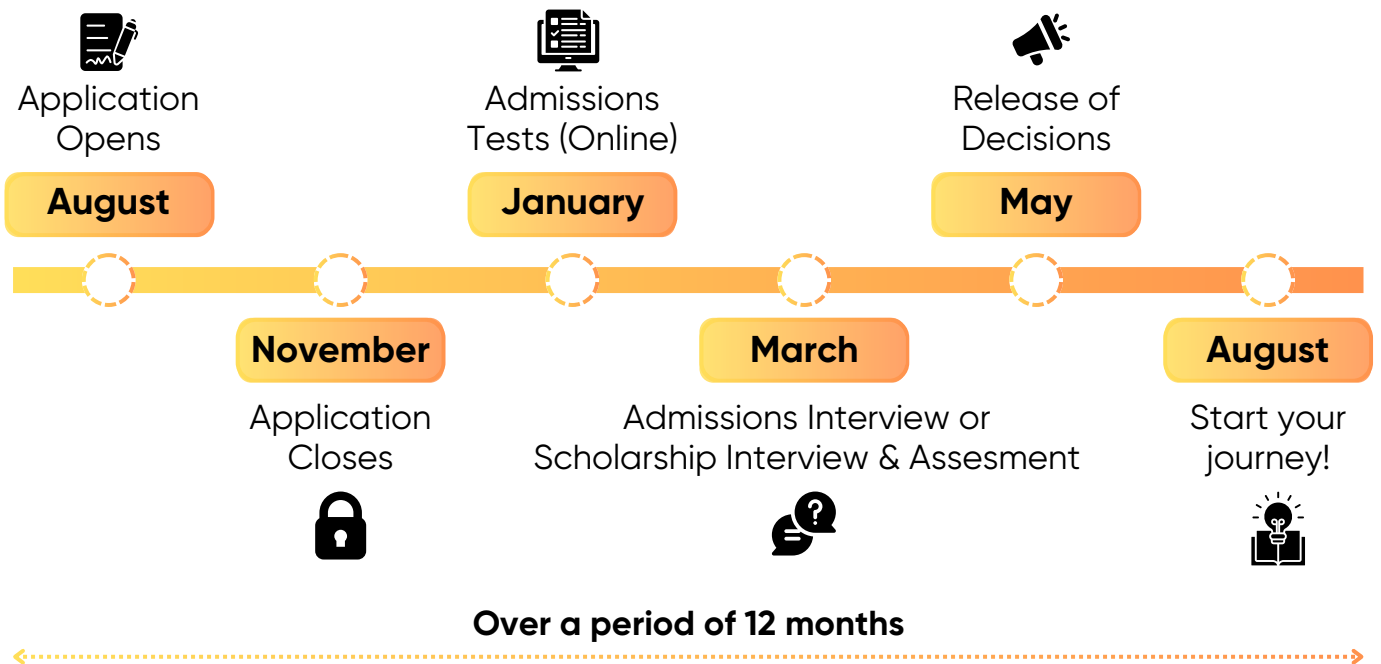 Application
Opens
August
November
Application
Closes
Admissions
Tests (Online)
January
March
Admissions Interview or
Scholarship Interview & Assesment
Release of
Decisions
May
August
Start your
journey!
Over a period of 12 months